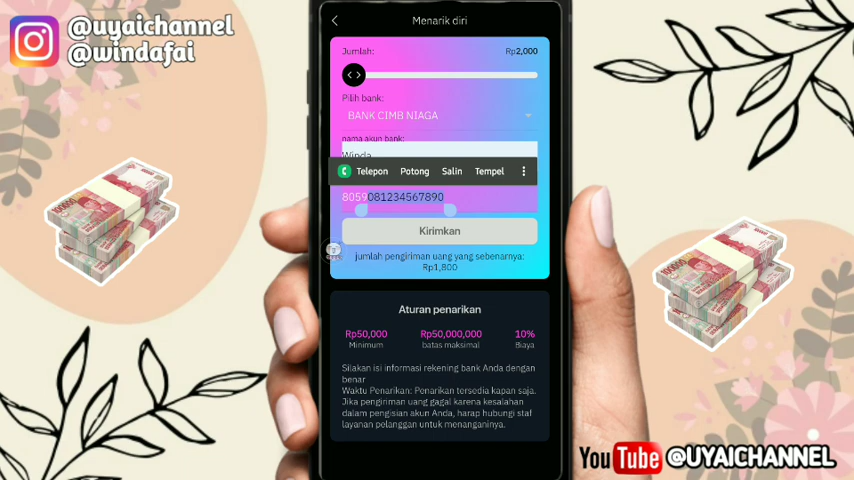 @uyaichannel
@windafai
Menarik diri
Jumlah: Rp2,000
Pilih bank:
BANK CIMB NIAGA
nama akun bank:
Winda
Telepon Potong Salin Tempel
8059081234567890
Kirimkan
jumlah pengiriman uang yang sebenarnya:
Rp1,800
Aturan penarikan
Rp50,000 Rp50,000,000 10%
Minimum batas maksimal Biaya
Silakan isi informasi rekening bank Anda dengan
benar
Waktu Penarikan: Penarikan tersedia kapan saja.
Jika pengiriman uang gagal karena kesalahan
dalam pengisian akun Anda, harap hubungi staf
layanan pelanggan untuk menanganinya.
YouTube @UYAICHANNEL